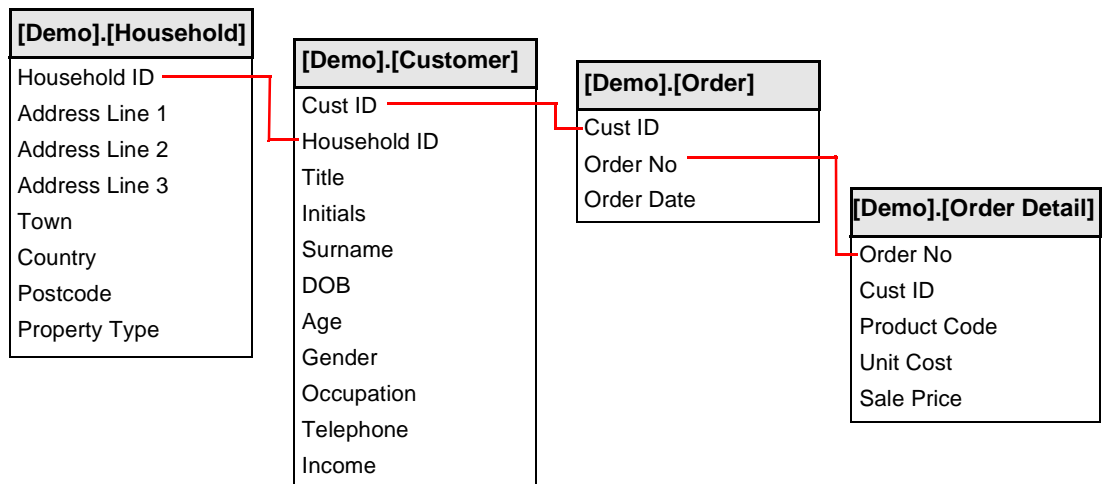 [Demo].[Household]
Household ID
Address Line 1
Address Line 2
Address Line 3
Town
Country
Postcode
Property Type
[Demo].[Customer]
Cust ID
Household ID
Title
Initials
Surname
DOB
Age
Gender
Occupation
Telephone
Income
[Demo].[Order]
Cust ID
Order No
Order Date
[Demo].[Order Detail]
Order No
Cust ID
Product Code
Unit Cost
Sale Price